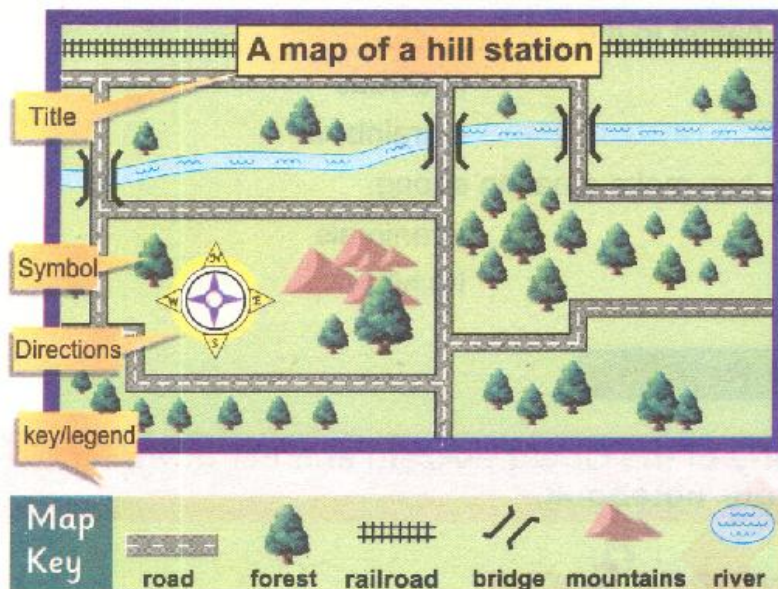 A map of a hill station
Title
Symbol
N
W E
S
Directions
key/legend
Map
Key
road forest railroad bridge mountains river